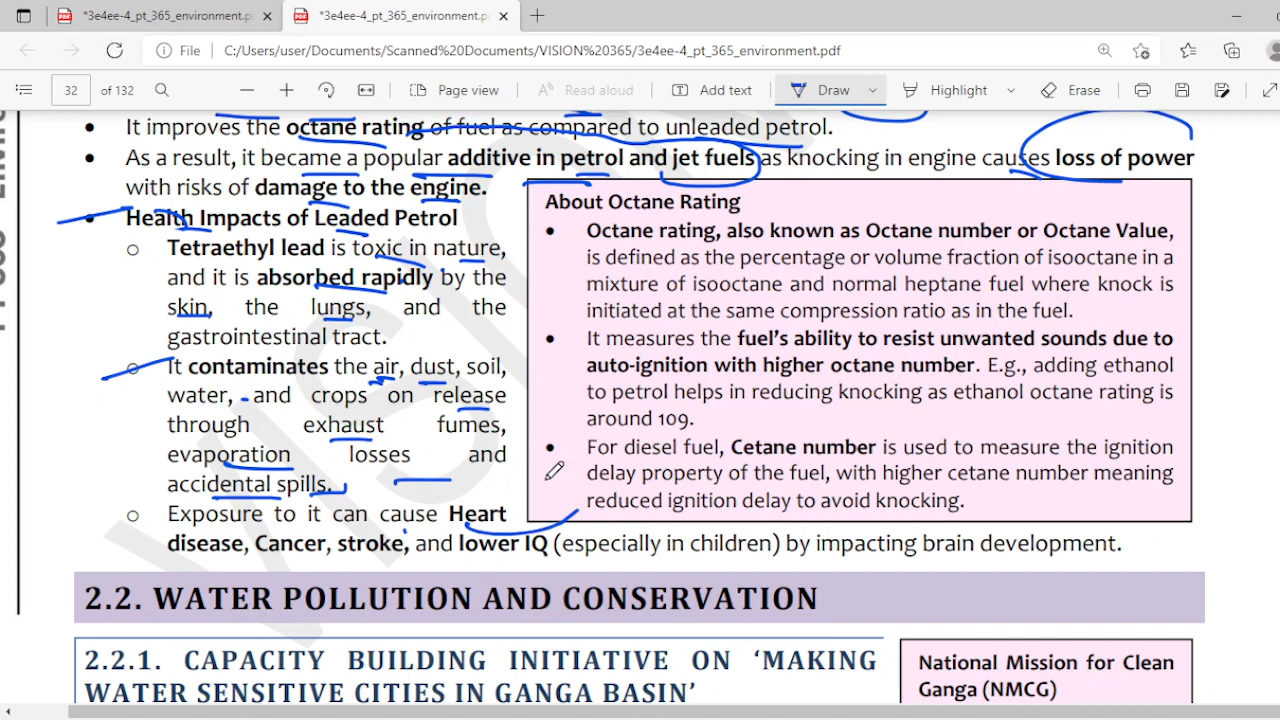 *3e4ee-4_pt_365_environment.p
*3e4ee-4_pt_365_environment.p
File C:/Users/user/Documents/Scanned%20Documents/VISION%20365/3e4ee-4_pt_365_environment.pdf
32 of 132 Page view Read aloud Add text Draw Highlight Erase
• It improves the octane rating of fuel as compared to unleaded petrol.
• As a result, it became a popular additive in petrol and jet fuels as knocking in engine causes loss of power
with risks of damage to the engine.
• Health Impacts of Leaded Petrol
o Tetraethyl lead is toxic in nature,
and it is absorbed rapidly by the
skin, the lungs, and the
gastrointestinal tract.
o It contaminates the air, dust, soil,
water, and crops on release
through exhaust fumes,
evaporation losses and
accidental spills.
o Exposure to it can cause Heart
disease, Cancer, stroke, and lower IQ (especially in children) by impacting brain development.
About Octane Rating
• Octane rating, also known as Octane number or Octane Value,
is defined as the percentage or volume fraction of isooctane in a
mixture of isooctane and normal heptane fuel where knock is
initiated at the same compression ratio as in the fuel.
• It measures the fuel's ability to resist unwanted sounds due to
auto-ignition with higher octane number. E.g., adding ethanol
to petrol helps in reducing knocking as ethanol octane rating is
around 109.
• For diesel fuel, Cetane number is used to measure the ignition
delay property of the fuel, with higher cetane number meaning
reduced ignition delay to avoid knocking.
2.2. WATER POLLUTION AND CONSERVATION
2.2.1. CAPACITY BUILDING INITIATIVE ON 'MAKING
WATER SENSITIVE CITIES IN GANGA BASIN'
National Mission for Clean
Ganga (NMCG)